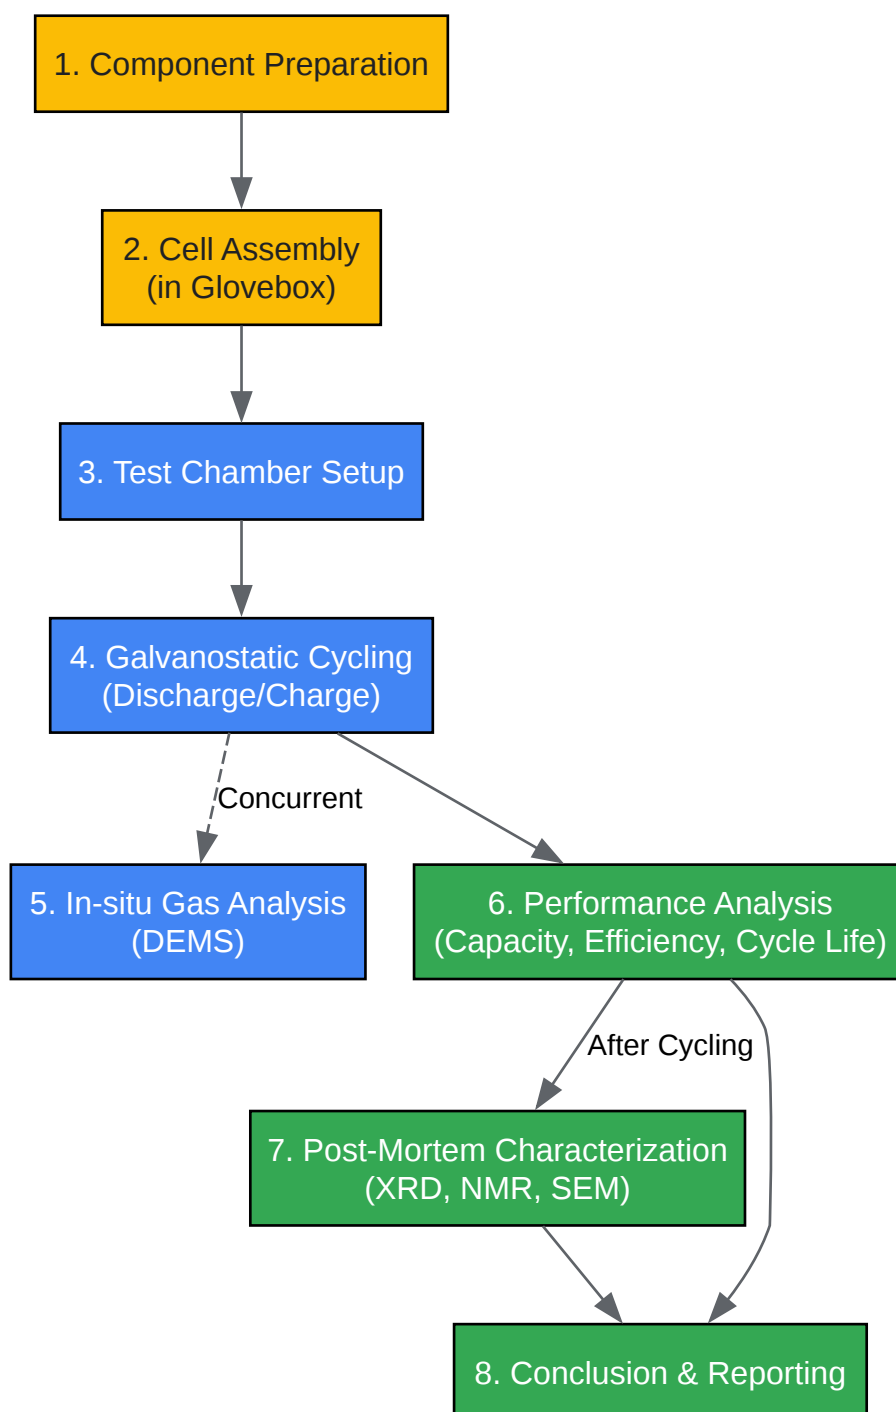 1. Component Preparation
2. Cell Assembly
(in Glovebox)
3. Test Chamber Setup
4. Galvanostatic Cycling
(Discharge/Charge)
Concurrent
5. In-situ Gas Analysis
(DEMS)
6. Performance Analysis
(Capacity, Efficiency, Cycle Life)
After Cycling
7. Post-Mortem Characterization
(XRD, NMR, SEM)
8. Conclusion & Reporting